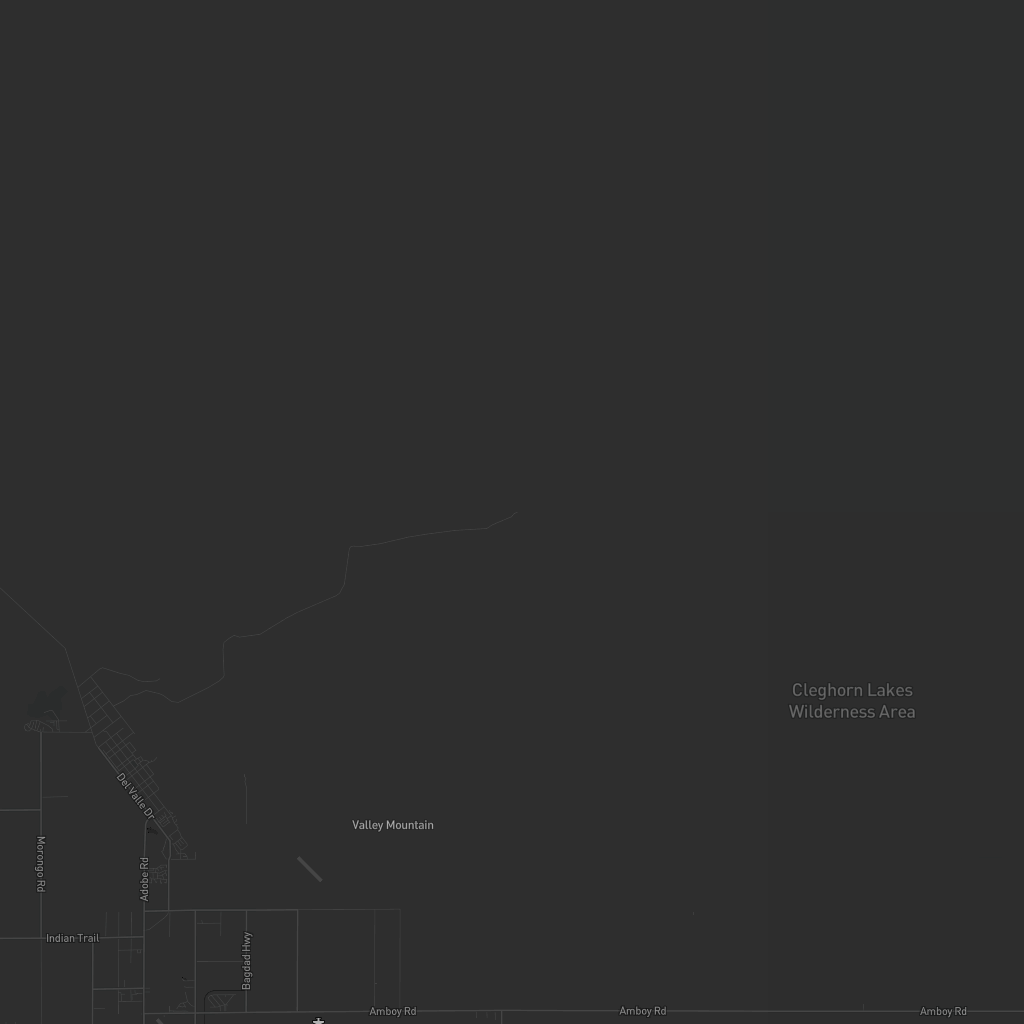 Cleghorn Lakes
Wilderness Area
Del Valle Dr
Valley Mountain
Morongo Rd
Adobe Rd
Indian Trail
Bagdad Hwy
Amboy Rd
Amboy Rd
Amboy Rd